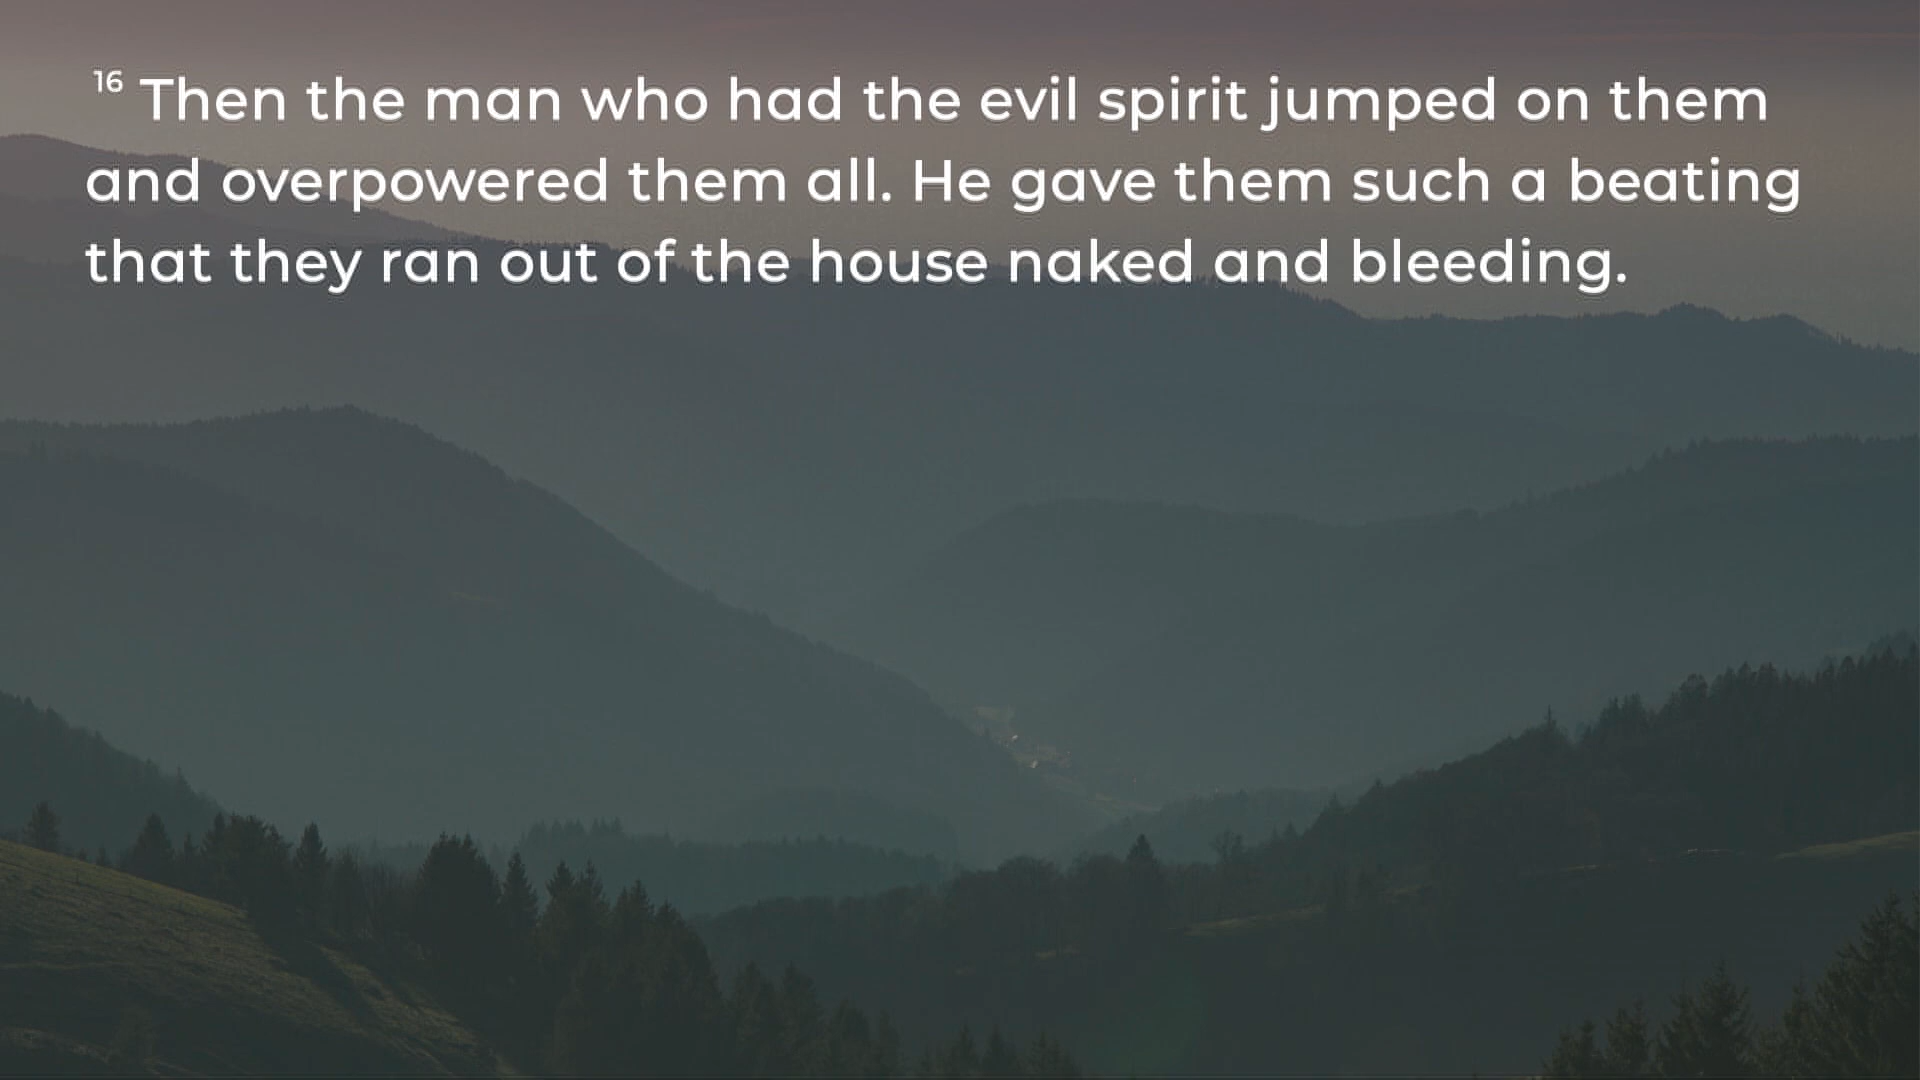 16 Then the man who had the evil spirit jumped on them
and overpowered them all. He gave them such a beating
that they ran out of the house naked and bleeding.